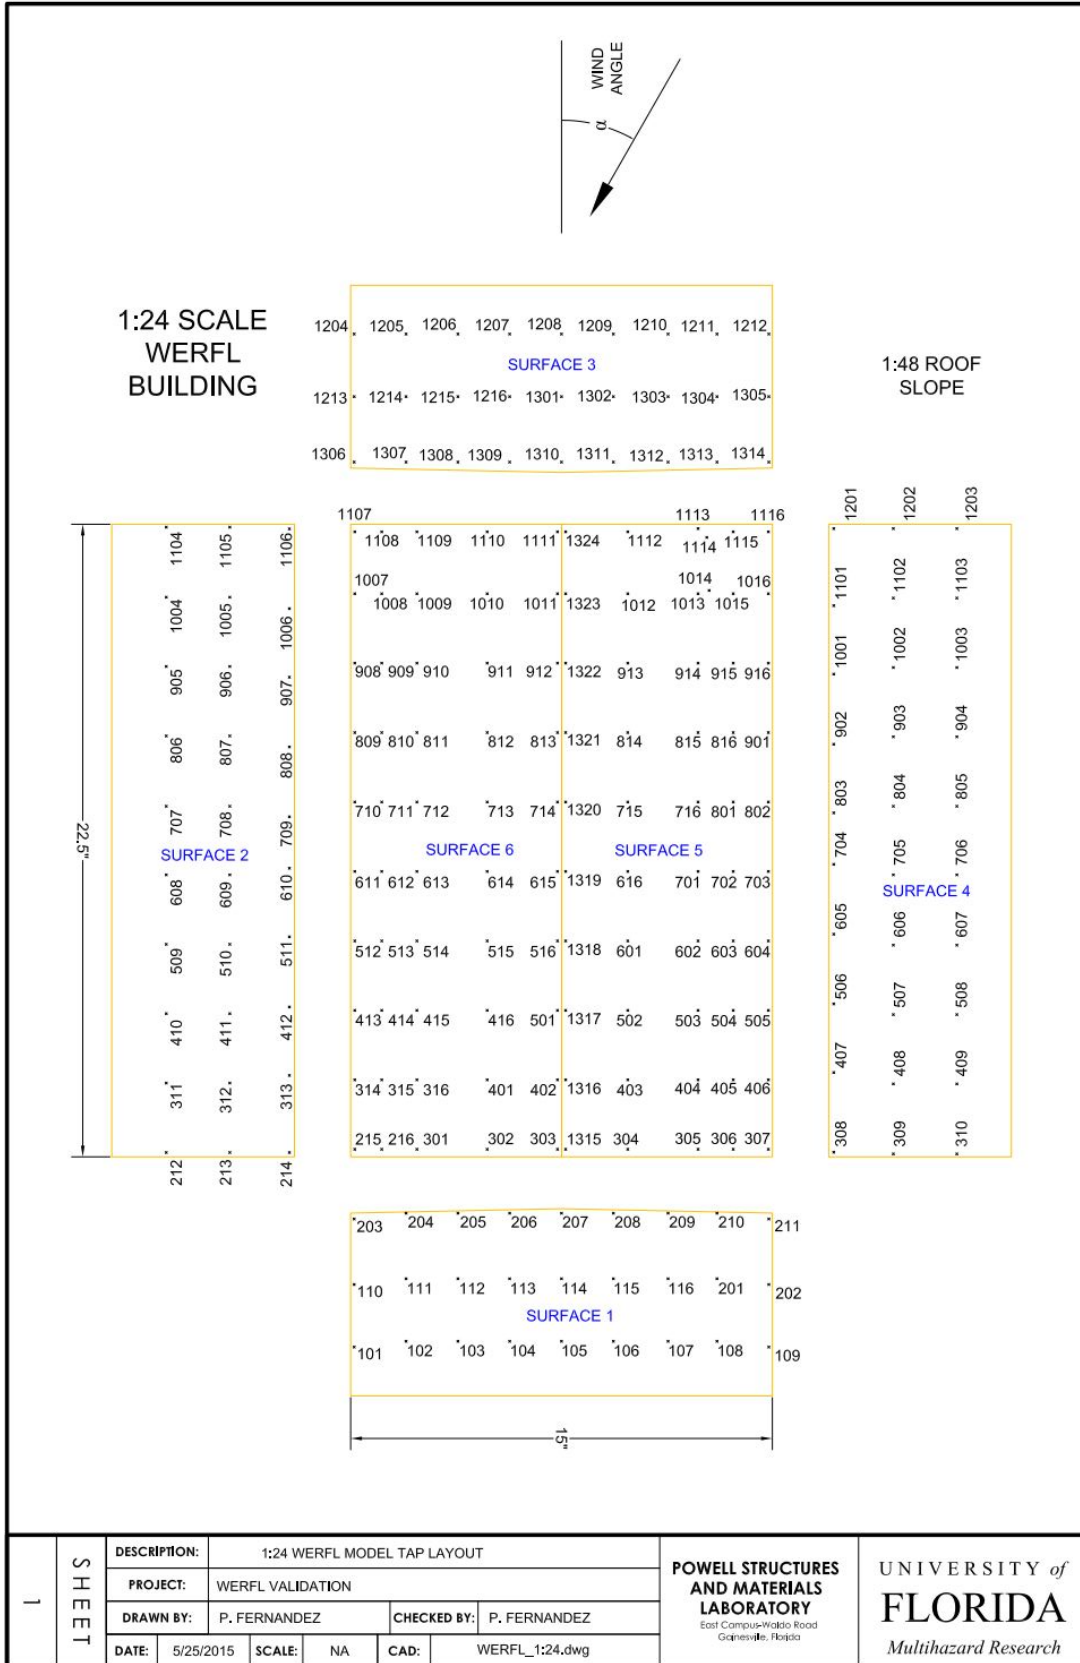 WIND
ANGLE
α
1:24 SCALE
WERFL
BUILDING
1204 1205 1206 1207 1208 1209 1210 1211 1212
SURFACE 3
1:48 ROOF
SLOPE
1213 1214 1215 1216 1301 1302 1303 1304 1305
1306 1307 1308 1309 1310 1311 1312 1313 1314
1201 1202 1203
1107 1113 1116
1104 1105 1106
1108 1109 1110 1111 1324 1112 1114 1115
1007 1014 1016
1101 1102 1103
1004 1005 1006
1008 1009 1010 1011 1323 1012 1013 1015
1001 1002 1003
905 906 907
908 909 910 911 912 1322 913 914 915 916
902 903 904
806 807 808
809 810 811 812 813 1321 814 815 816 901
803 804 805
707 708 709
710 711 712 713 714 1320 715 716 801 802
704 705 706
22.5"
SURFACE 2
SURFACE 6
SURFACE 5
SURFACE 4
608 609 610
611 612 613 614 615 1319 616 701 702 703
605 606 607
509 510 511
512 513 514 515 516 1318 601 602 603 604
506 507 508
410 411 412
413 414 415 416 501 1317 502 503 504 505
407 408 409
311 312 313
314 315 316 401 402 1316 403 404 405 406
308 309 310
215 216 301 302 303 1315 304 305 306 307
212 213 214
203 204 205 206 207 208 209 210 211
110 111 112 113 114 115 116 201 202
SURFACE 1
101 102 103 104 105 106 107 108 109
15"
1
SHEET
DESCRIPTION: 1:24 WERFL MODEL TAP LAYOUT
PROJECT: WERFL VALIDATION
DRAWN BY: P. FERNANDEZ CHECKED BY: P. FERNANDEZ
DATE: 5/25/2015 SCALE: NA CAD: WERFL_1:24.dwg
POWELL STRUCTURES
AND MATERIALS
LABORATORY
East Campus-Waldo Road
Gainesville, Florida
UNIVERSITY of
FLORIDA
Multihazard Research